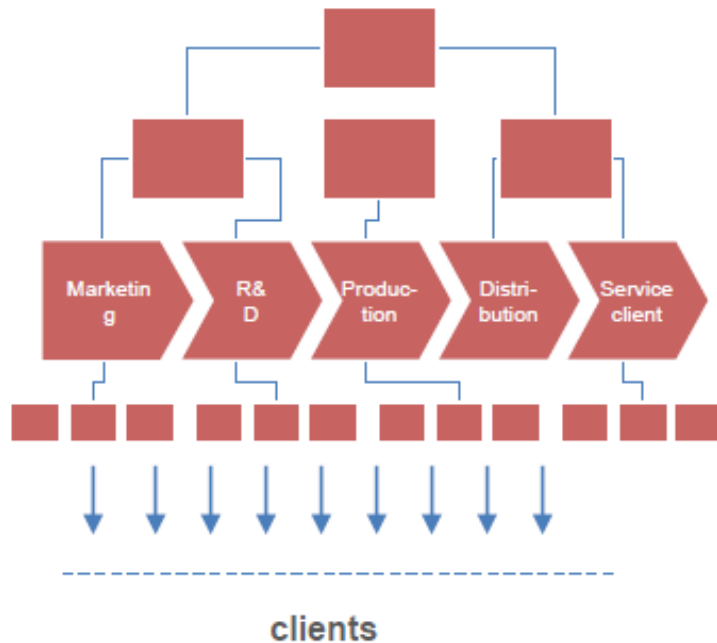 Marketin
g
R&
D
Produc-
tion
Distri-
bution
Service
client
clients